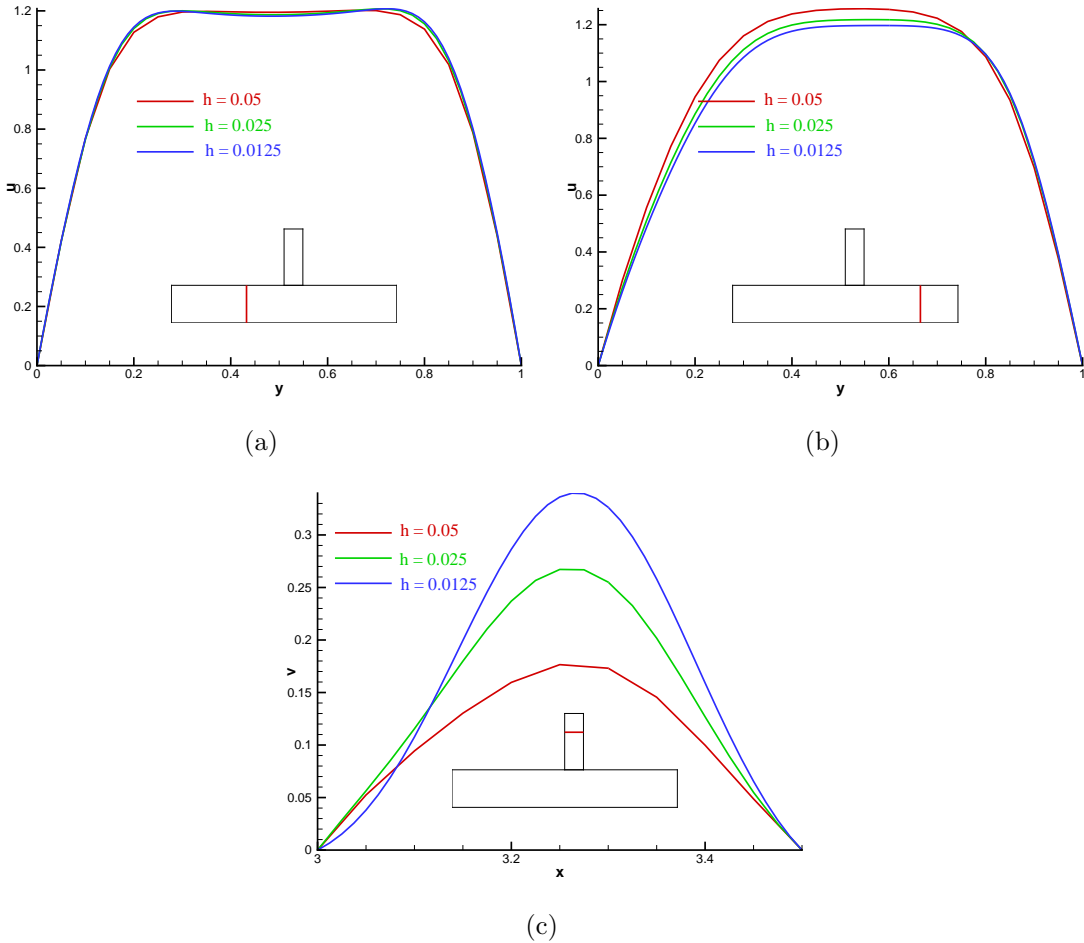 1.2
1
0.8
0.6
0.4
0.2
0
u
h = 0.05
h = 0.025
h = 0.0125
0 0.2 0.4 0.6 0.8 1
y
(a)
1.2
1
0.8
0.6
0.4
0.2
0
u
h = 0.05
h = 0.025
h = 0.0125
0 0.2 0.4 0.6 0.8 1
y
(b)
0.3
0.25
0.2
0.15
0.1
0.05
0
v
h = 0.05
h = 0.025
h = 0.0125
3 3.2 3.4
x
(c)